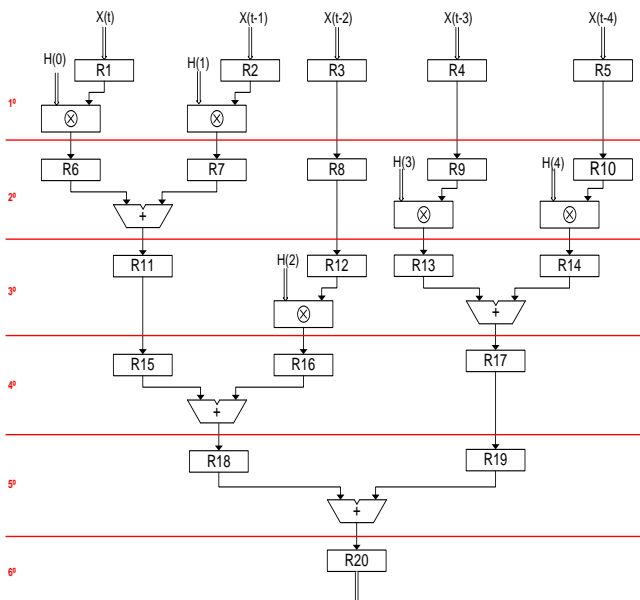 X(t) X(t-1) X(t-2) X(t-3) X(t-4)
H(0) H(1)
R1 R2 R3 R4 R5
1º
R6 R7 R8 H(3) R9 H(4) R10
2º
+
R11 H(2) R12 R13 R14
3º
+
R15 R16 R17
4º
+
R18 R19
5º
+
R20
6º